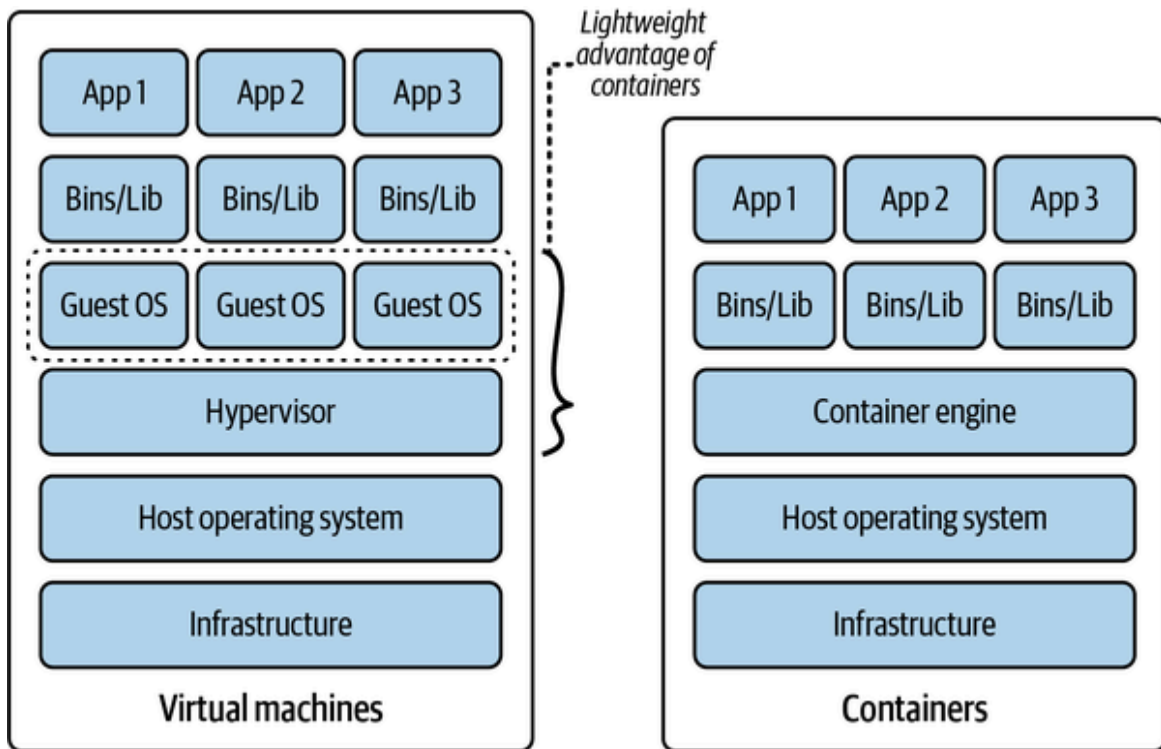 Lightweight
advantage of
containers
App 1
App 2
App 3
Bins/Lib
Bins/Lib
Bins/Lib
Guest OS
Guest OS
Guest OS
Hypervisor
Host operating system
Infrastructure
Virtual machines
App 1
App 2
App 3
Bins/Lib
Bins/Lib
Bins/Lib
Container engine
Host operating system
Infrastructure
Containers